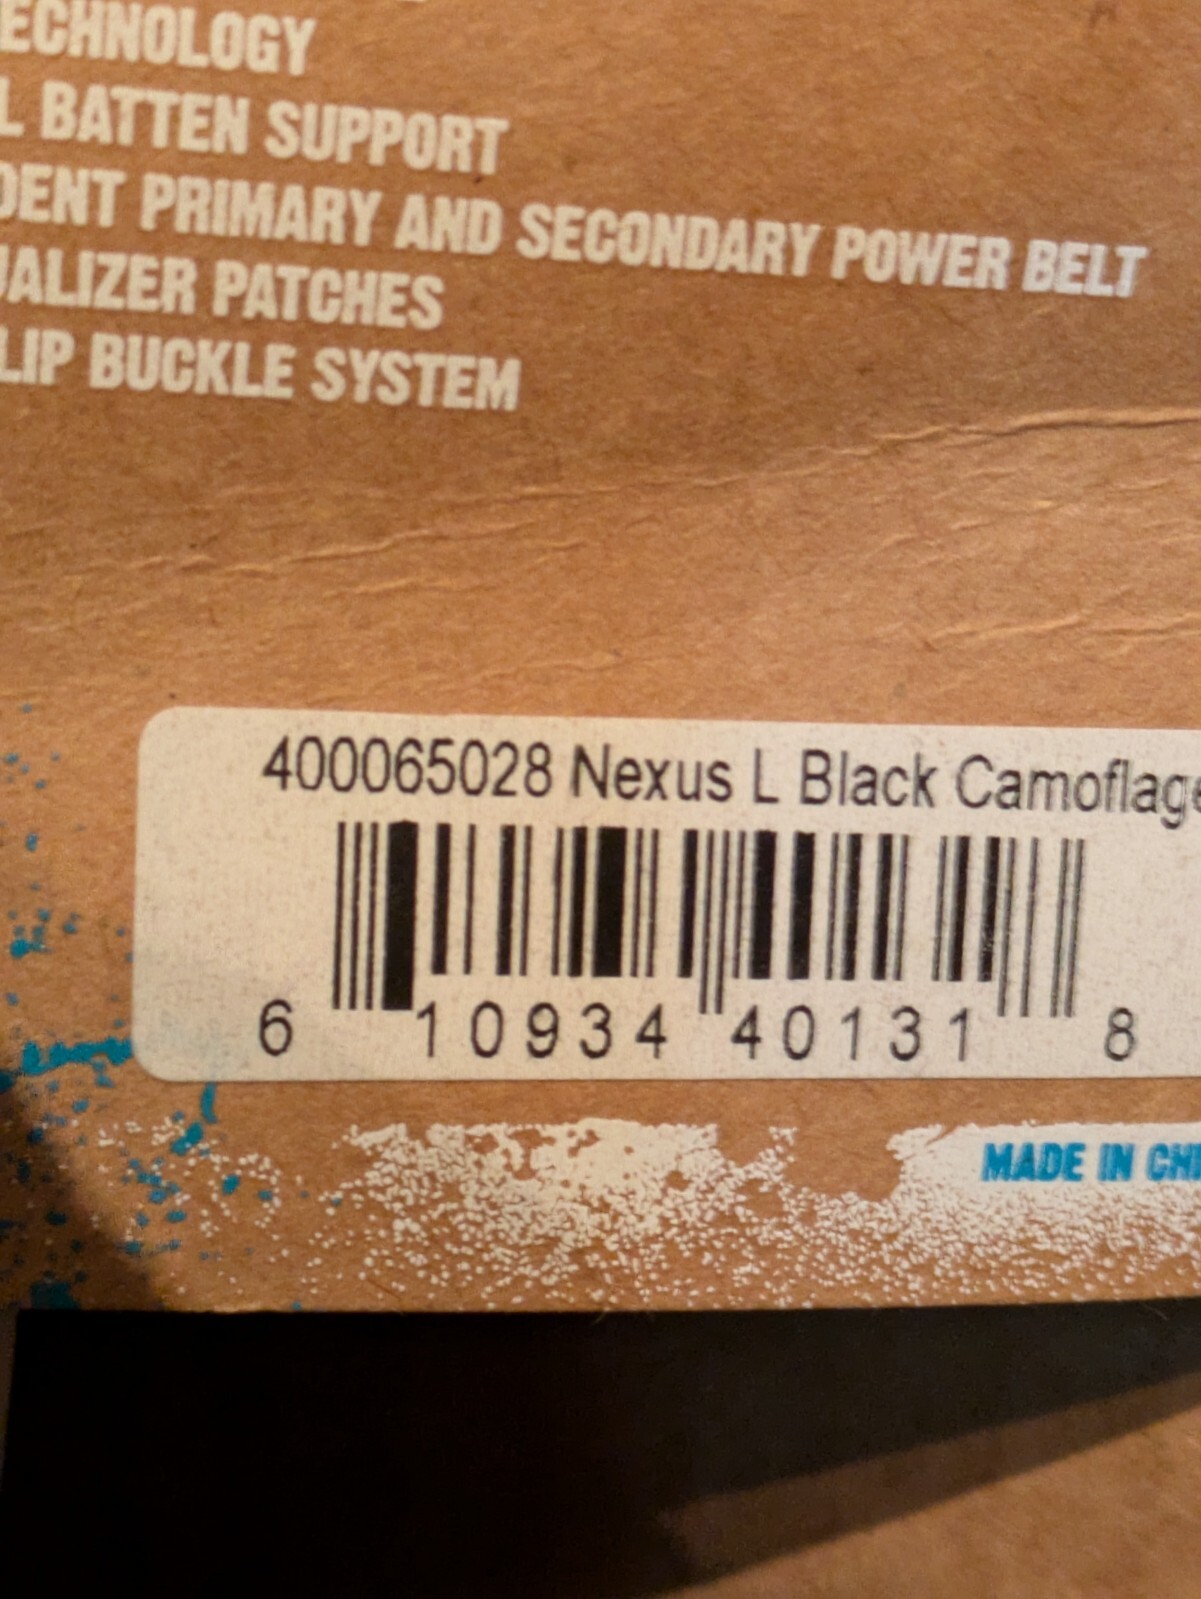 ECHNOLOGY
L BATTEN SUPPORT
DENT PRIMARY AND SECONDARY POWER BELT
UALIZER PATCHES
LIP BUCKLE SYSTEM
400065028 Nexus L Black Camoflage
6 10934 40131 8
MADE IN CHI